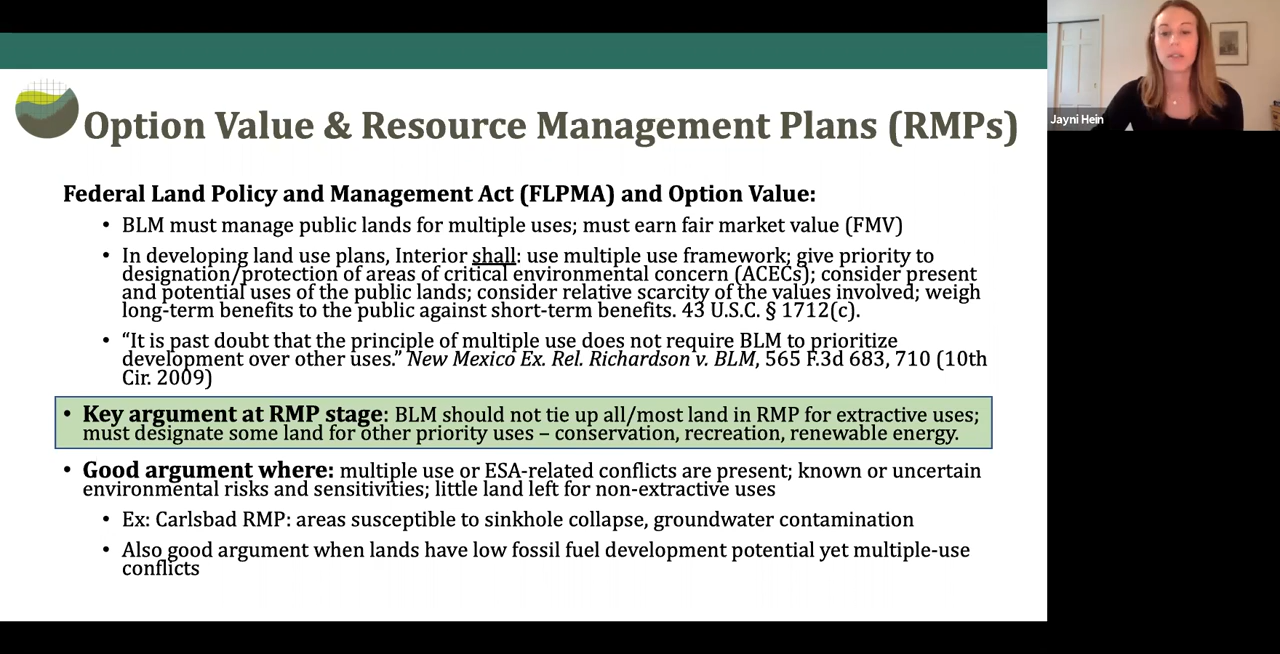 Option Value & Resource Management Plans (RMPs)
Jayni Hein
Federal Land Policy and Management Act (FLPMA) and Option Value:
• BLM must manage public lands for multiple uses; must earn fair market value (FMV)
• In developing land use plans, Interior shall: use multiple use framework; give priority to
designation/protection of areas of critical environmental concern (ACECs); consider present
and potential uses of the public lands; consider relative scarcity of the values involved; weigh
long-term benefits to the public against short-term benefits. 43 U.S.C. § 1712(c).
• “It is past doubt that the principle of multiple use does not require BLM to prioritize
development over other uses.” New Mexico Ex. Rel. Richardson v. BLM, 565 F.3d 683, 710 (10th
Cir. 2009)
• Key argument at RMP stage: BLM should not tie up all/most land in RMP for extractive uses;
must designate some land for other priority uses – conservation, recreation, renewable energy.
• Good argument where: multiple use or ESA-related conflicts are present; known or uncertain
environmental risks and sensitivities; little land left for non-extractive uses
• Ex: Carlsbad RMP: areas susceptible to sinkhole collapse, groundwater contamination
• Also good argument when lands have low fossil fuel development potential yet multiple-use
conflicts